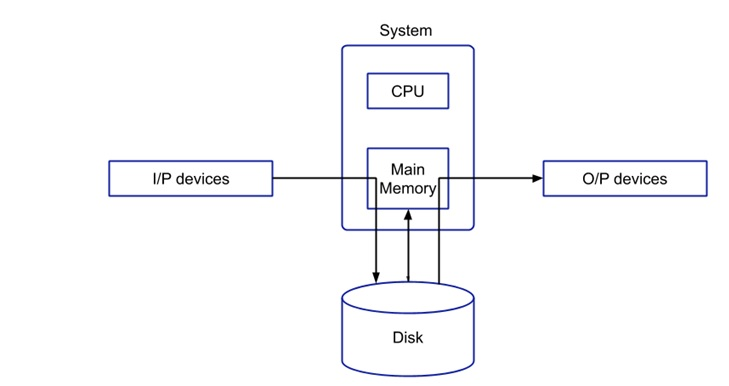 System
CPU
I/P devices
Main
Memory
O/P devices
Disk